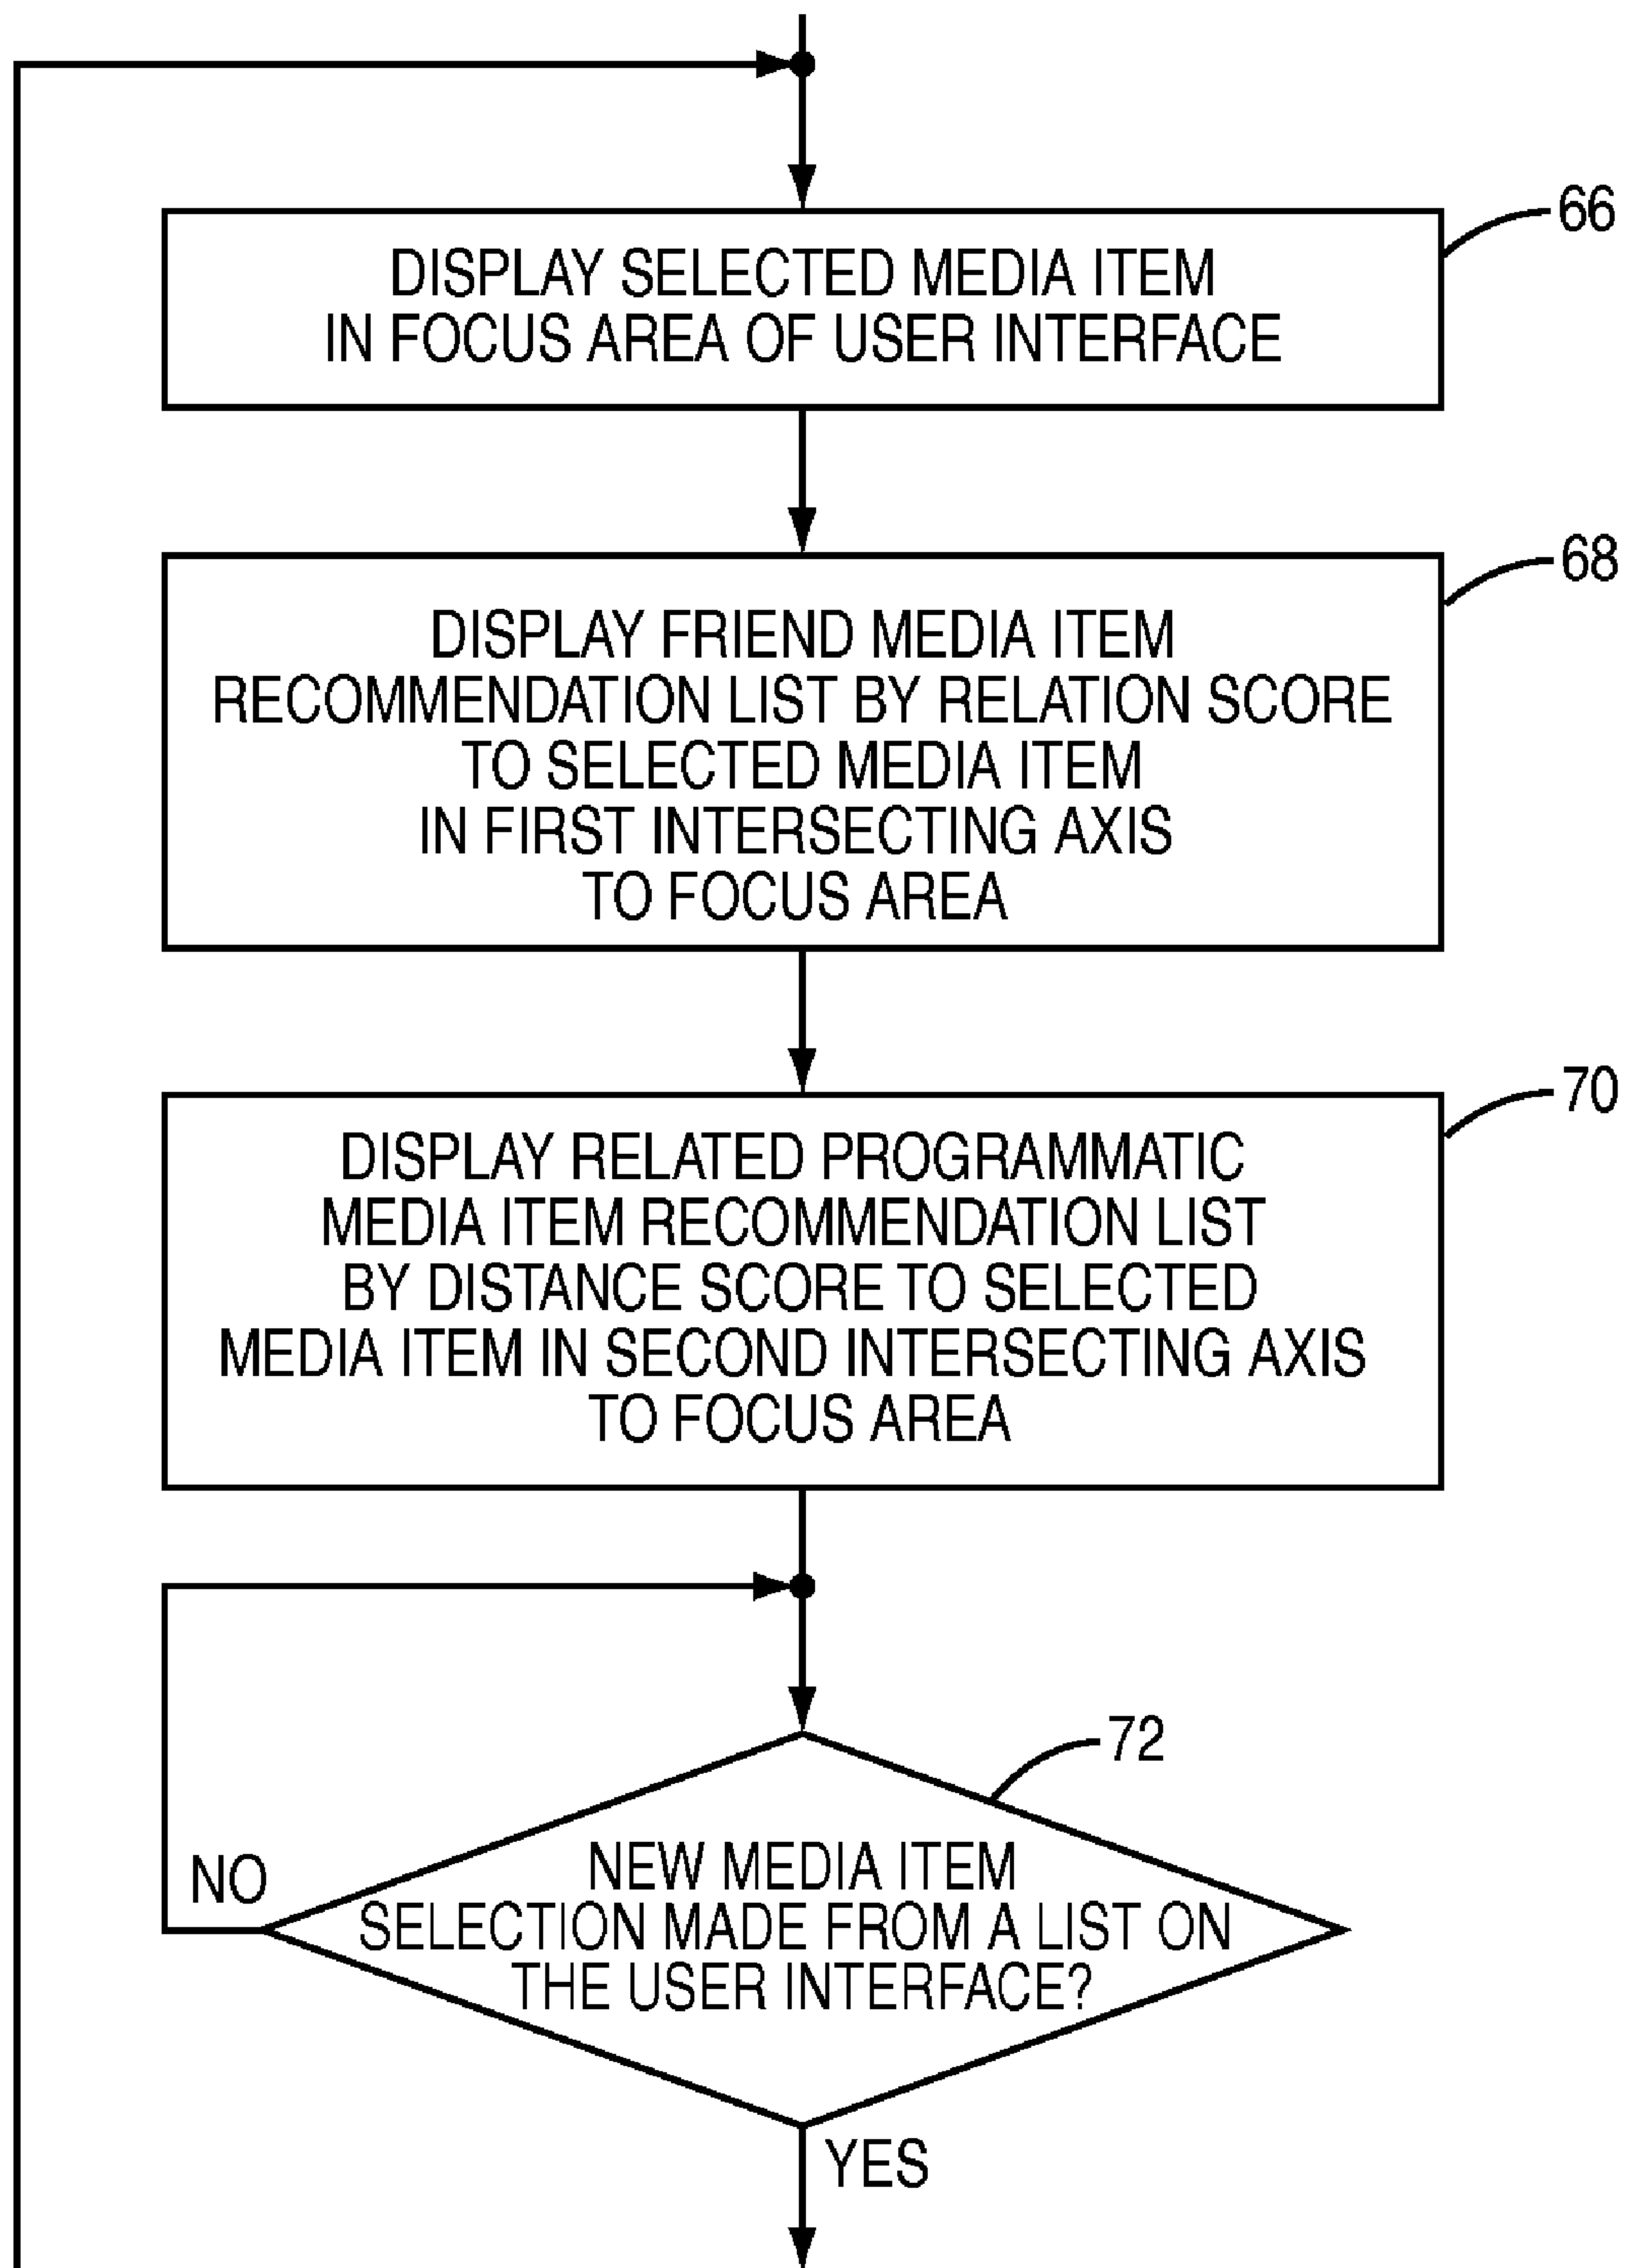 66
DISPLAY SELECTED MEDIA ITEM
IN FOCUS AREA OF USER INTERFACE
68
DISPLAY FRIEND MEDIA ITEM
RECOMMENDATION LIST BY RELATION SCORE
TO SELECTED MEDIA ITEM
IN FIRST INTERSECTING AXIS
TO FOCUS AREA
70
DISPLAY RELATED PROGRAMMATIC
MEDIA ITEM RECOMMENDATION LIST
BY DISTANCE SCORE TO SELECTED
MEDIA ITEM IN SECOND INTERSECTING AXIS
TO FOCUS AREA
72
NEW MEDIA ITEM
SELECTION MADE FROM A LIST ON
THE USER INTERFACE?
NO
YES